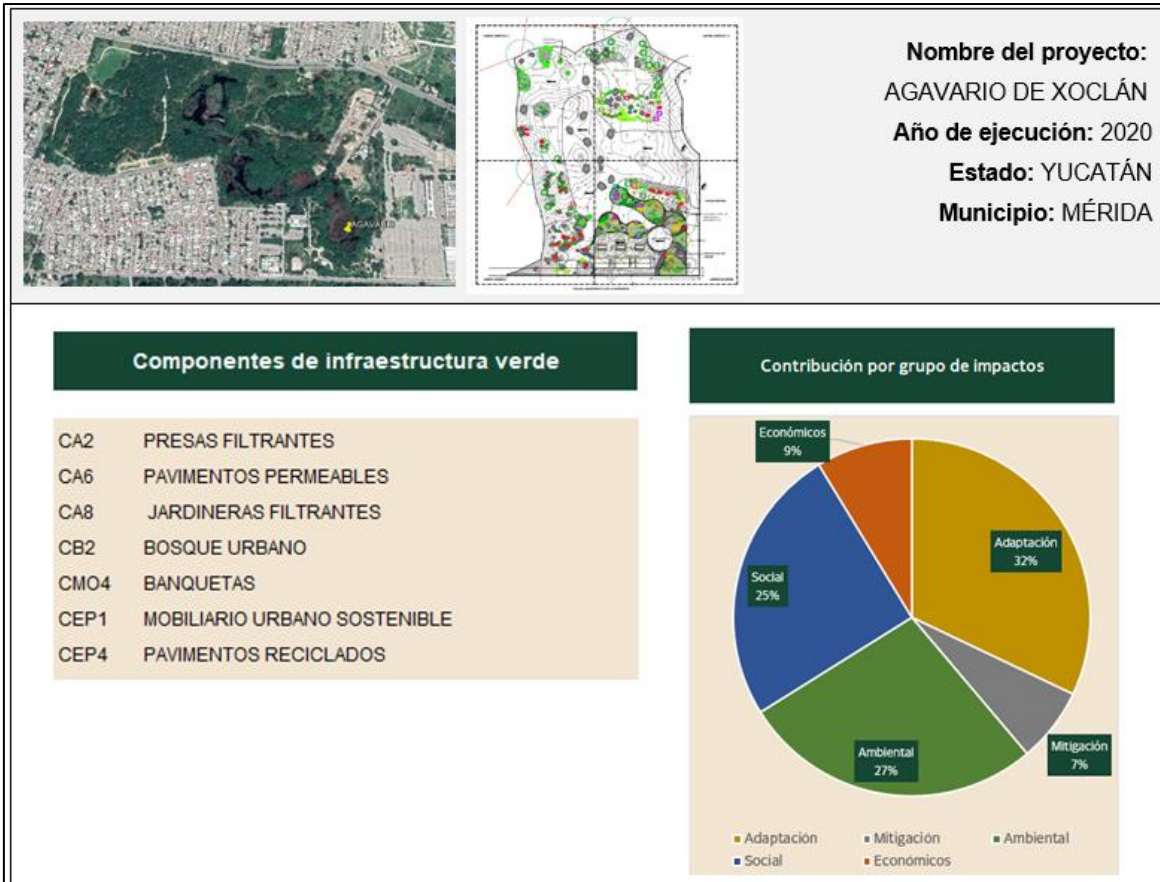 Nombre del proyecto:
AGAVARIO DE XOCLÁN
Año de ejecución: 2020
Estado: YUCATÁN
Municipio: MÉRIDA
Componentes de infraestructura verde
CA2 PRESAS FILTRANTES
CA6 PAVIMENTOS PERMEABLES
CA8 JARDINERAS FILTRANTES
CB2 BOSQUE URBANO
CMO4 BANQUETAS
CEP1 MOBILIARIO URBANO SOSTENIBLE
CEP4 PAVIMENTOS RECICLADOS
Contribución por grupo de impactos
Económicos
9%
Adaptación
32%
Social
25%
Ambiental
27%
Mitigación
7%
Adaptación Mitigación Ambiental
Social Económicos